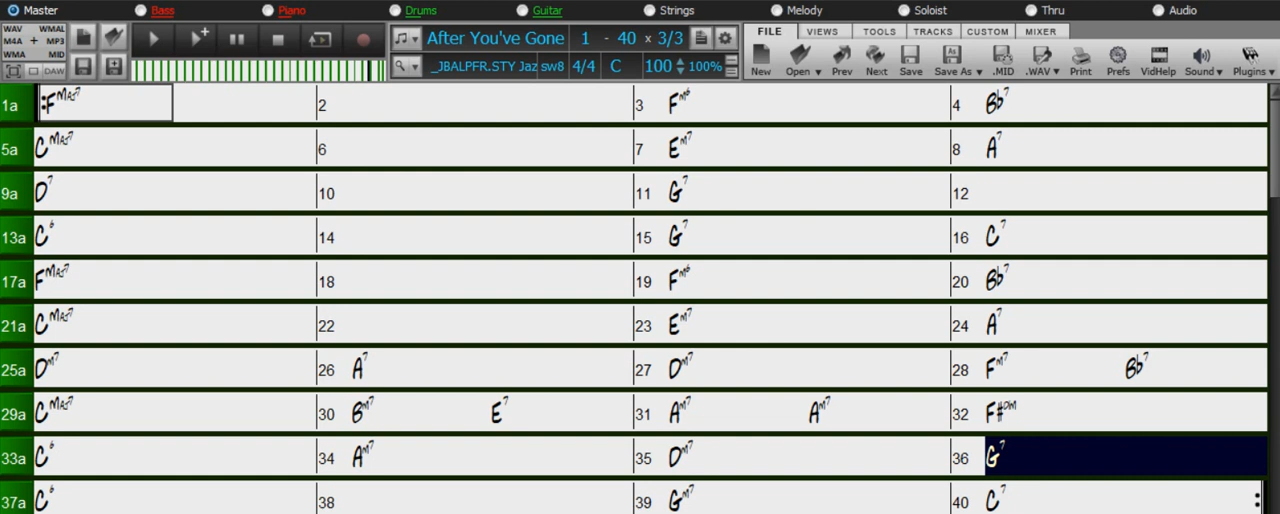 Master Bass Piano Drums Guitar Strings Melody Soloist Thru Audio
WAV WMAL
M4A + MP3
WMA MID
DAW
After You've Gone 1 - 40 x 3/3
_JBALPFR.STY Jaz sw8 4/4 C 100 100%
FILE VIEWS TOOLS TRACKS CUSTOM MIXER
New Open Prev Next Save Save As .MID .WAV Print Prefs VidHelp Sound Plugins
1a :FMaj7 2 3 Fm6 4 Bb7
5a CMaj7 6 7 Em7 8 A7
9a D7 10 11 G7 12
13a C6 14 15 G7 16 C7
17a FMaj7 18 19 Fm6 20 Bb7
21a CMaj7 22 23 Em7 24 A7
25a Dm7 26 A7 27 Dm7 28 Fm7 Bb7
29a CMaj7 30 Bm7 E7 31 Am7 Am7 32 F#dim
33a C6 34 Am7 35 Dm7 36 G7
37a C6 38 39 Gm7 40 C7 :